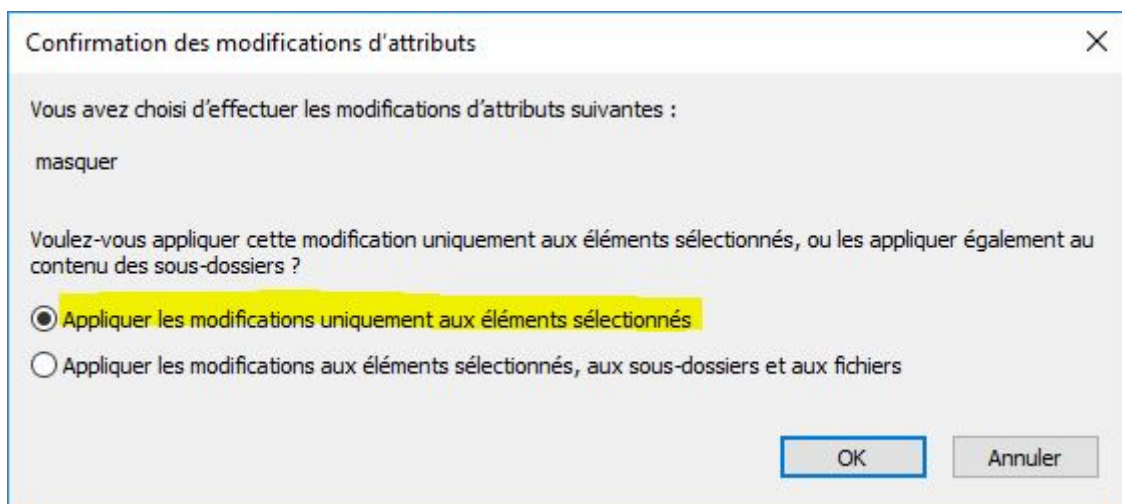 Confirmation des modifications d'attributs
Vous avez choisi d'effectuer les modifications d'attributs suivantes :
masquer
Voulez-vous appliquer cette modification uniquement aux éléments sélectionnés, ou les appliquer également au
contenu des sous-dossiers ?
Appliquer les modifications uniquement aux éléments sélectionnés
Appliquer les modifications aux éléments sélectionnés, aux sous-dossiers et aux fichiers
OK Annuler